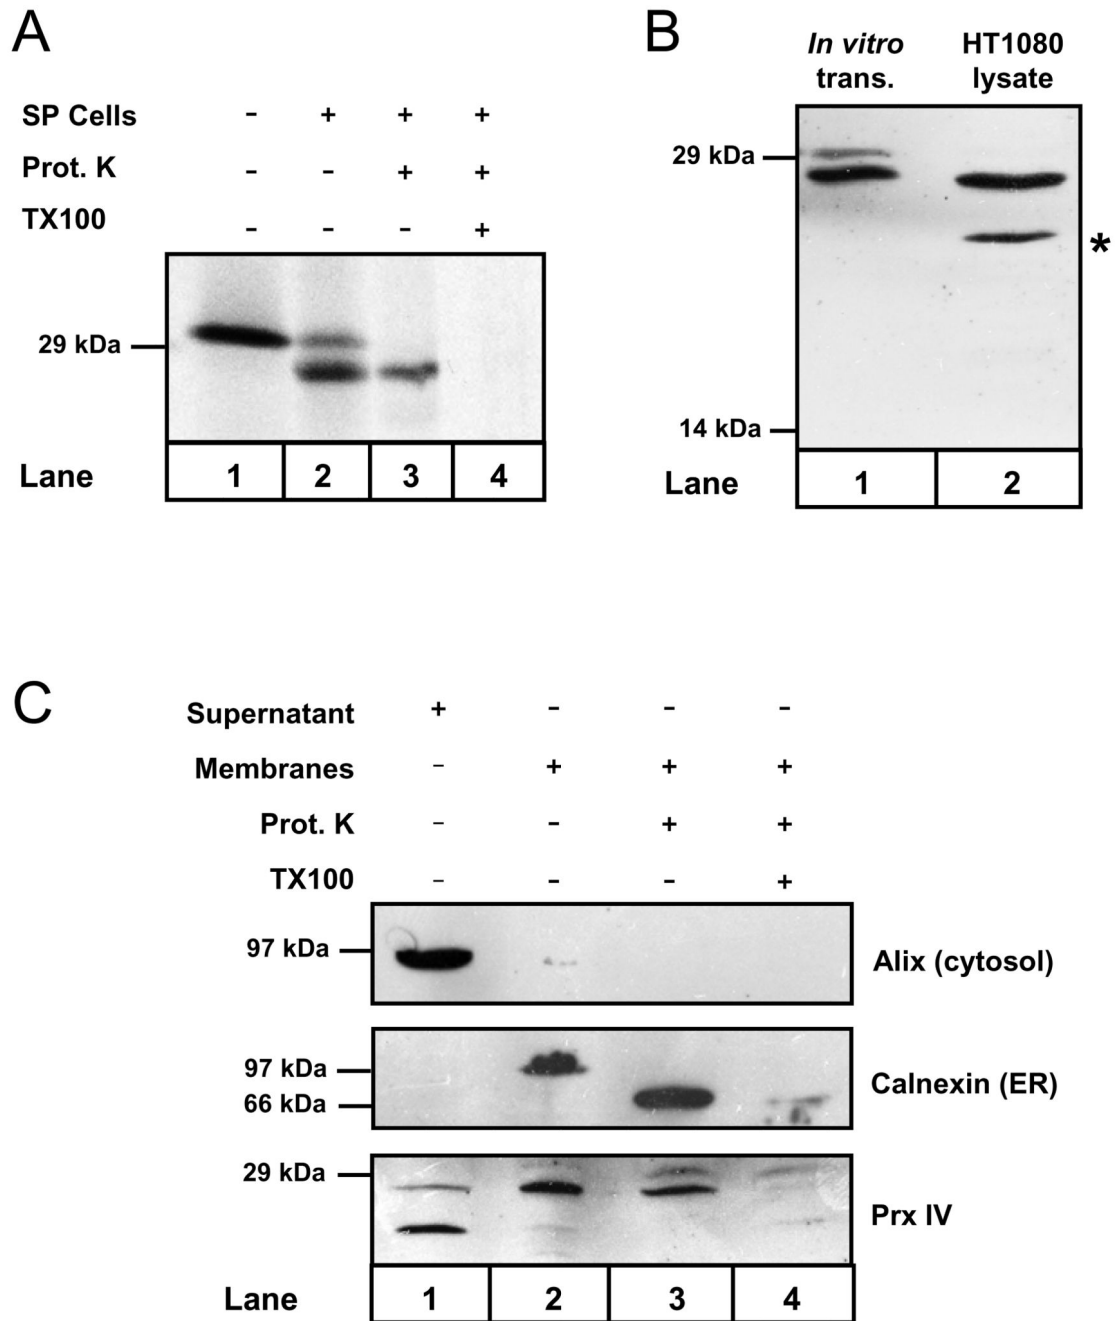 A
SP Cells - + + +
Prot. K - - + +
TX100 - - - +
29 kDa
Lane 1 2 3 4
B
In vitro trans.
HT1080 lysate
29 kDa
*
14 kDa
Lane 1 2
C
Supernatant + - - -
Membranes - + + +
Prot. K - - + +
TX100 - - - +
97 kDa
Alix (cytosol)
97 kDa
66 kDa
Calnexin (ER)
29 kDa
Prx IV
Lane 1 2 3 4